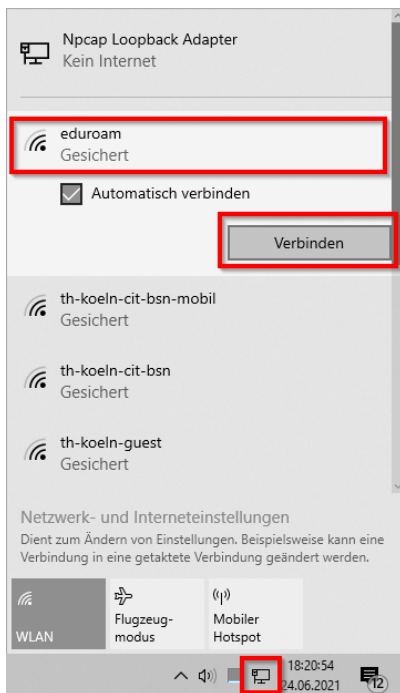 Npcap Loopback Adapter
Kein Internet
eduroam
Gesichert
Automatisch verbinden
Verbinden
th-koeln-cit-bsn-mobil
Gesichert
th-koeln-cit-bsn
Gesichert
th-koeln-guest
Gesichert
Netzwerk- und Interneteinstellungen
Dient zum Ändern von Einstellungen. Beispielsweise kann eine
Verbindung in eine getaktete Verbindung geändert werden.
WLAN
Flugzeug-
modus
Mobiler
Hotspot
18:20:54
24.06.2021
12